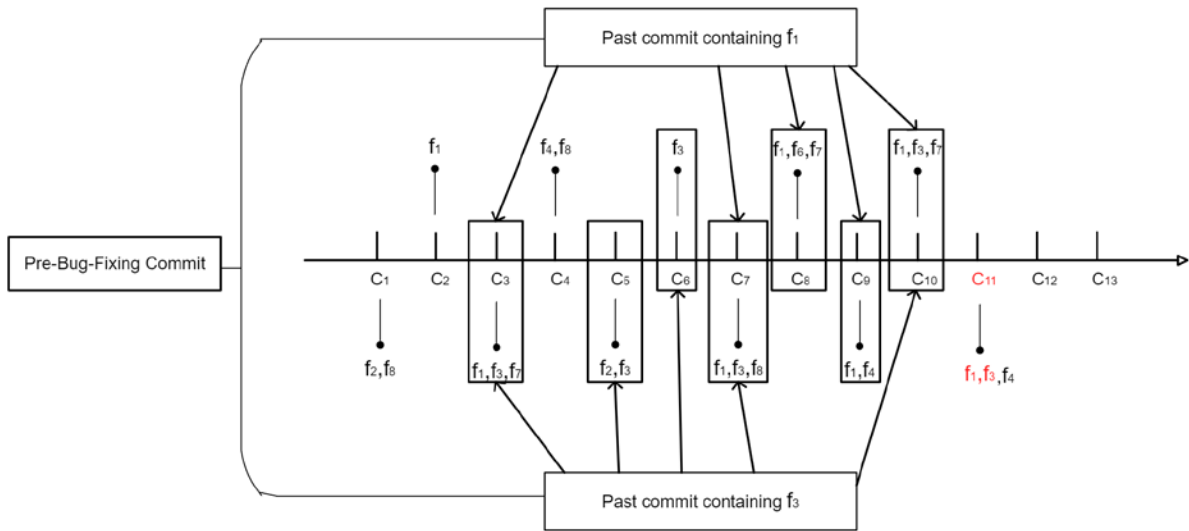 Past commit containing f₁
f₁
f₄,f₈
f₃
f₁,f₆,f₇
f₁,f₃,f₇
Pre-Bug-Fixing Commit
C₁
C₂
C₃
C₄
C₅
C₆
C₇
C₈
C₉
C₁₀
C₁₁
C₁₂
C₁₃
f₂,f₈
f₁,f₃,f₇
f₂,f₃
f₁,f₃,f₈
f₁,f₄
f₁,f₃,f₄
Past commit containing f₃